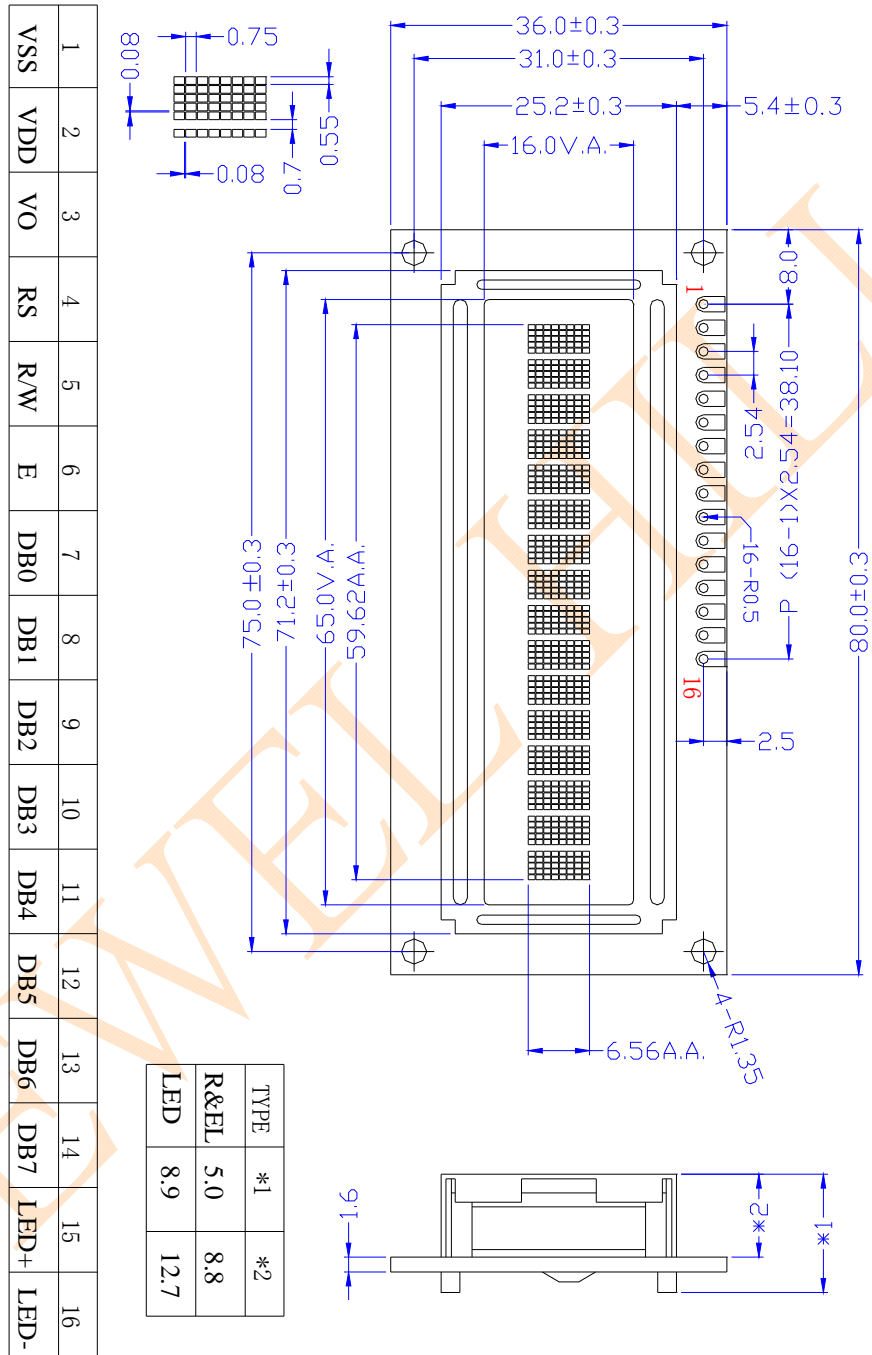 36.0±0.3
31.0±0.3
25.2±0.3
5.4±0.3
16.0V.A.
0.75
0.08
0.55
0.7
0.08
8.0
P (16-1)X2.54=38.10
2.54
16-R0.5
80.0±0.3
1
16
2.5
75.0±0.3
71.2±0.3
65.0V.A.
59.62A.A.
4-R1.35
6.56A.A.
1.6
*2
*1
TYPE *1 *2
R&EL 5.0 8.8
LED 8.9 12.7
1 2 3 4 5 6 7 8 9 10 11 12 13 14 15 16
VSS VDD VO RS R/W E DB0 DB1 DB2 DB3 DB4 DB5 DB6 DB7 LED+ LED-
EWEL HIL